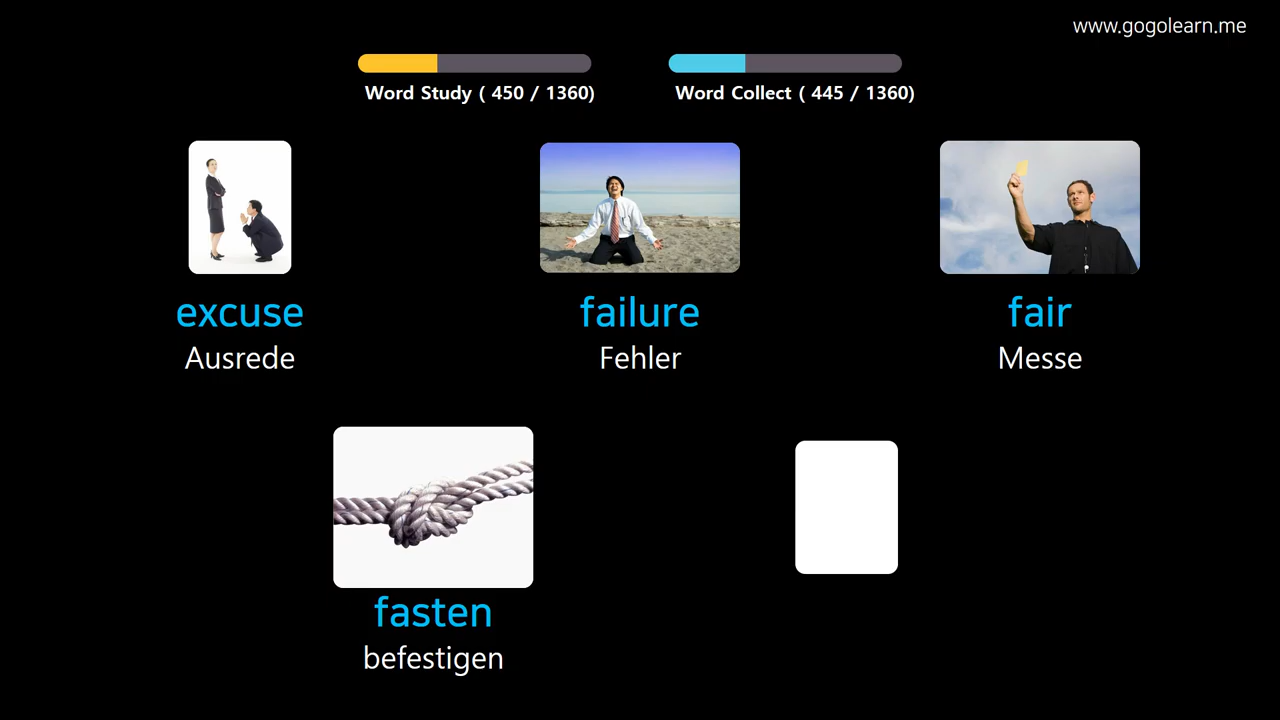 www.gogolearn.me
Word Study ( 450 / 1360)
Word Collect ( 445 / 1360)
excuse
Ausrede
failure
Fehler
fair
Messe
fasten
befestigen